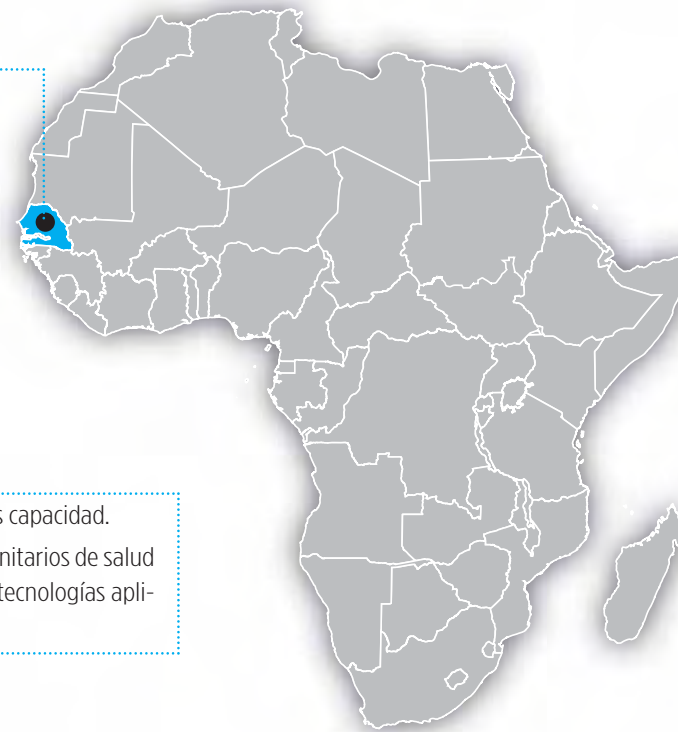 s capacidad.
nitarios de salud
tecnologías apli-